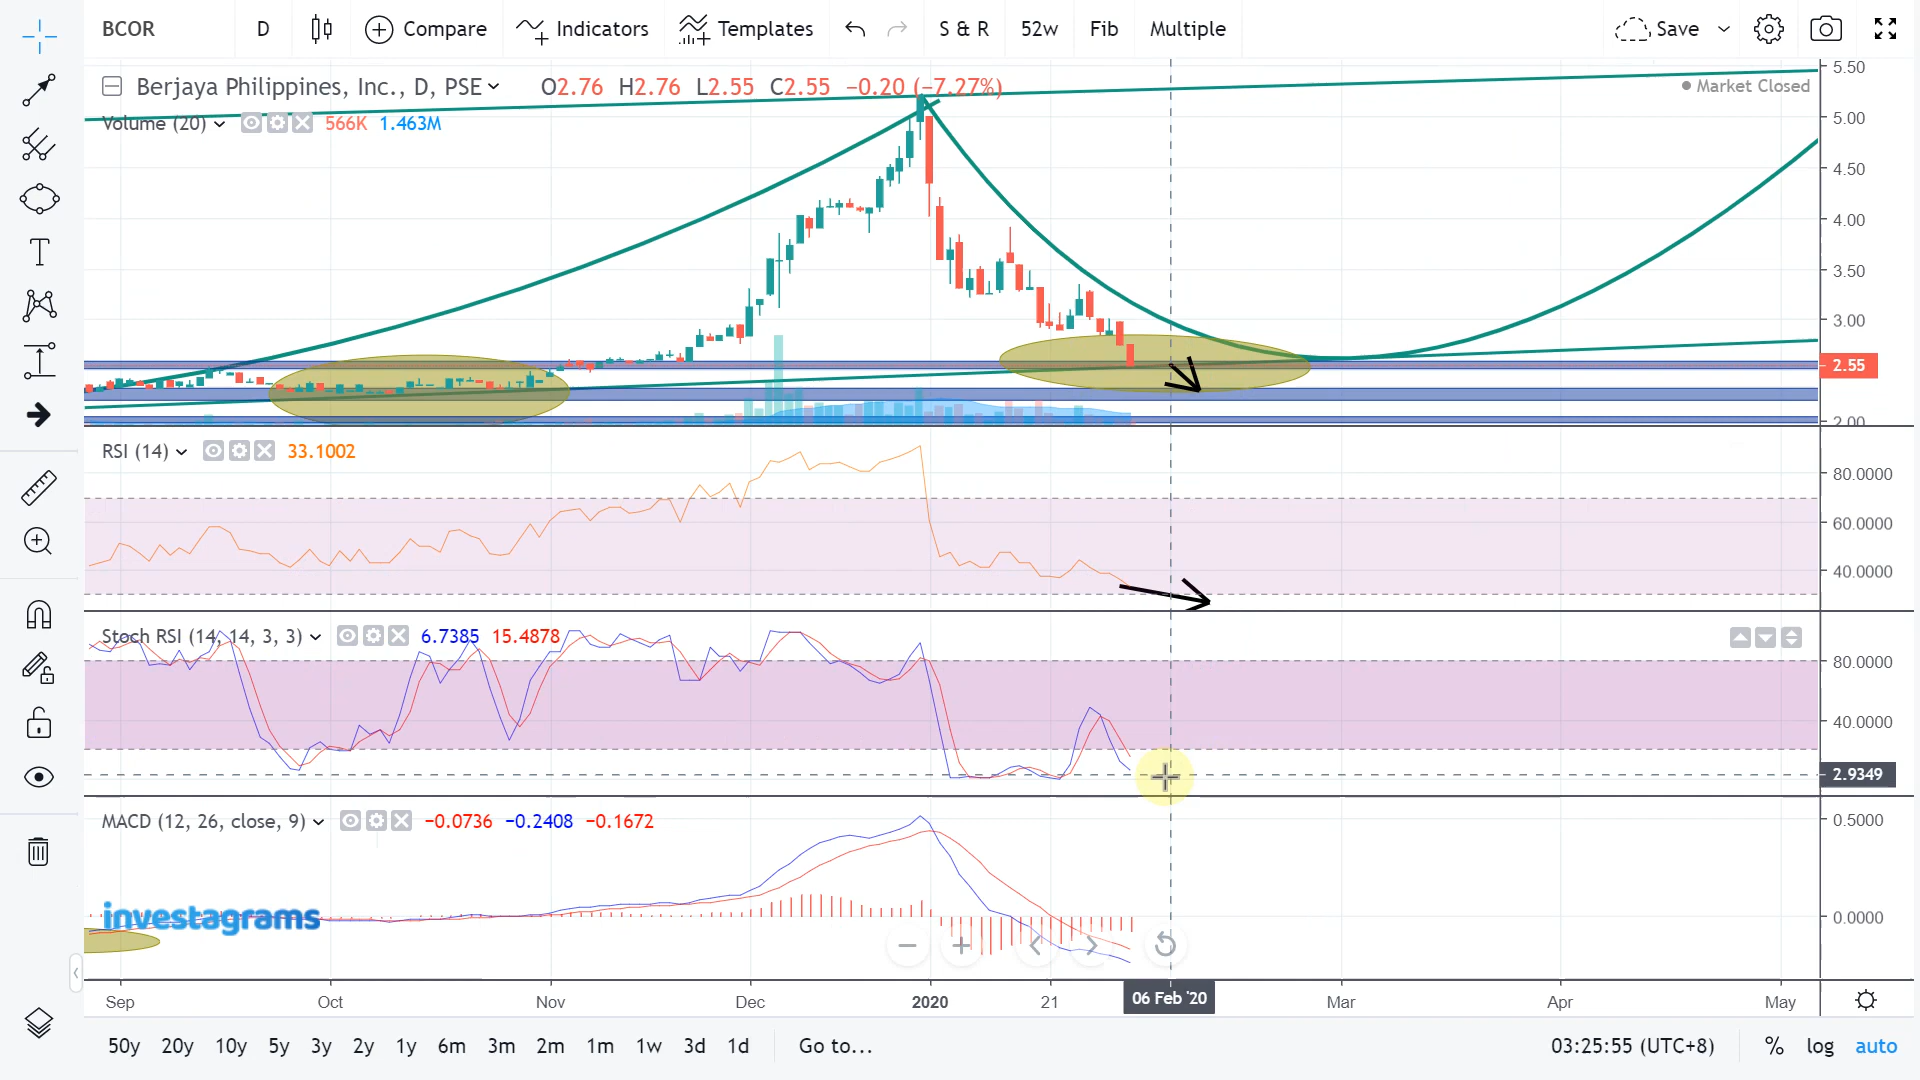 BCOR D Compare Indicators Templates S & R 52w Fib Multiple Save
Berjaya Philippines, Inc., D, PSE O2.76 H2.76 L2.55 C2.55 −0.20 (−7.27%)
Market Closed
Volume (20) 566K 1.463M
5.50
5.00
4.50
4.00
3.50
3.00
2.55
2.00
RSI (14) 33.1002
80.0000
60.0000
40.0000
Stoch RSI (14, 14, 3, 3) 6.7385 15.4878
80.0000
40.0000
2.9349
MACD (12, 26, close, 9) −0.0736 −0.2408 −0.1672
0.5000
0.0000
investagrams
Sep Oct Nov Dec 2020 21 06 Feb '20 Mar Apr May
50y 20y 10y 5y 3y 2y 1y 6m 3m 2m 1m 1w 3d 1d Go to... 03:25:55 (UTC+8) % log auto